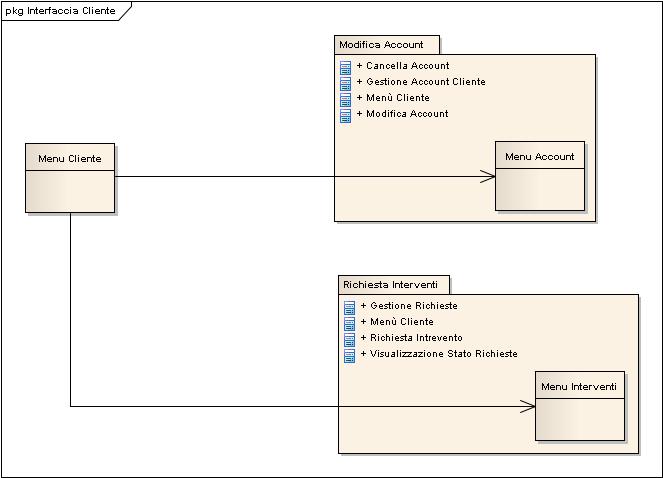 pkg Interfaccia Cliente
Modifica Account
+ Cancella Account
+ Gestione Account Cliente
+ Menù Cliente
+ Modifica Account
Menu Cliente
Menu Account
Richiesta Interventi
+ Gestione Richieste
+ Menù Cliente
+ Richiesta Intrevento
+ Visualizzazione Stato Richieste
Menu Interventi